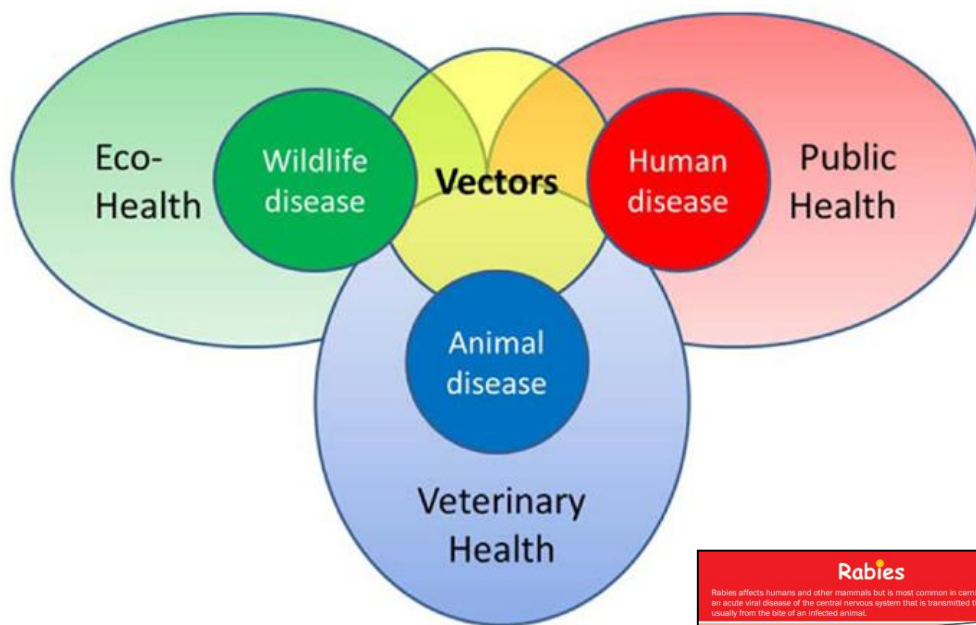 Eco-
Health
Wildlife
disease
Vectors
Human
disease
Public
Health
Animal
disease
Veterinary
Health
Rabies
Rabies affects humans and other mammals but is most common in
an acute viral disease of the central nervous system that is transmitted
usually from the bite of an infected animal.